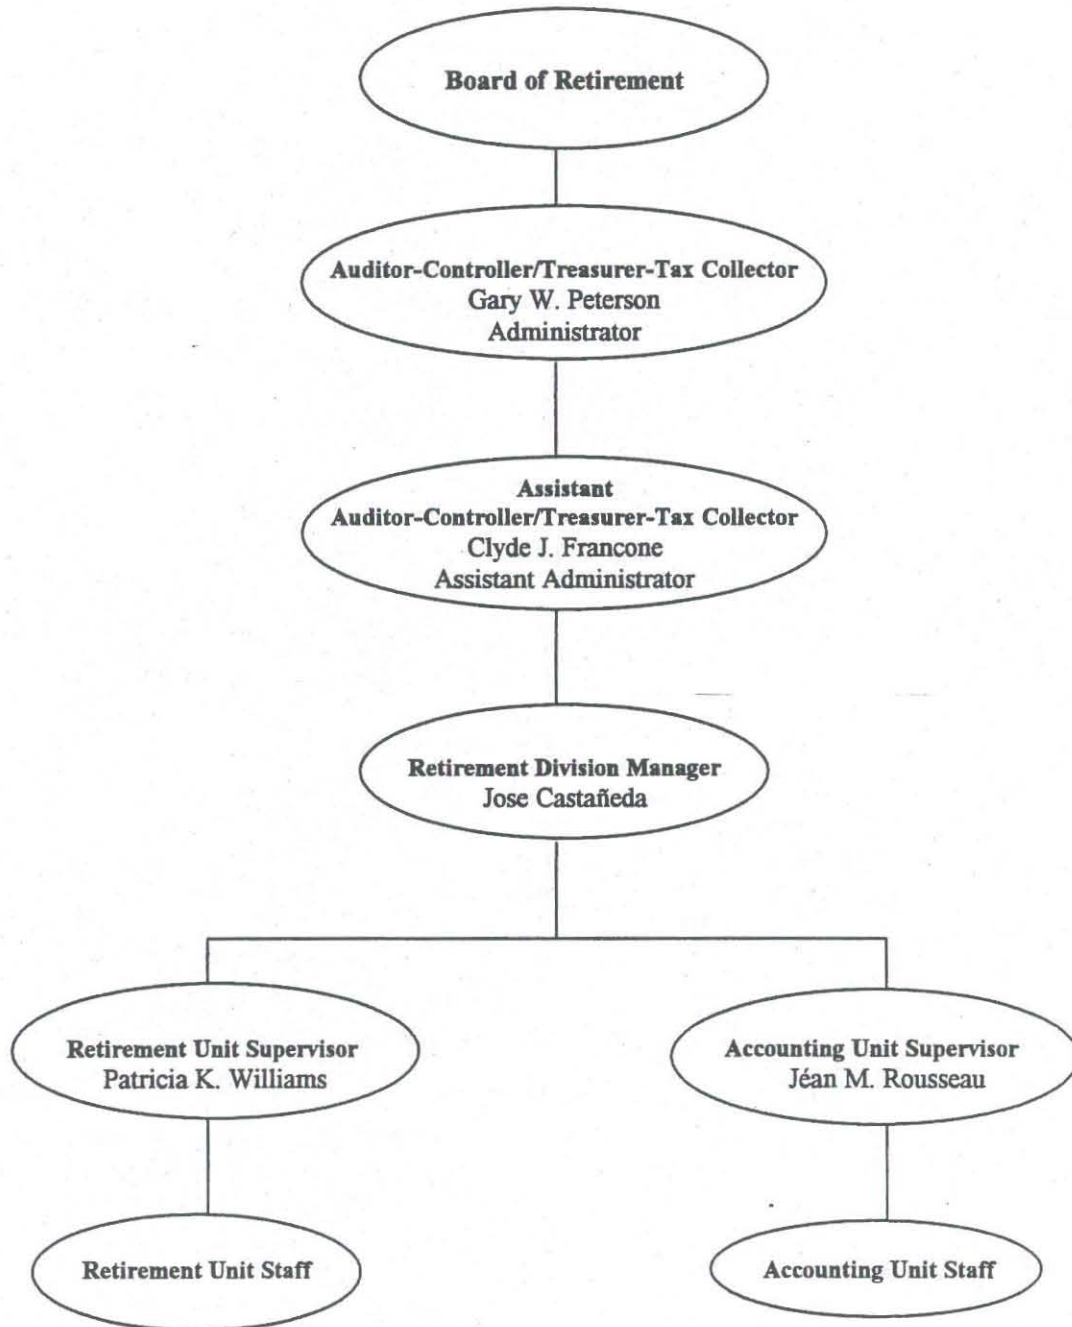 Board of Retirement
Auditor-Controller/Treasurer-Tax Collector
Gary W. Peterson
Administrator
Assistant
Auditor-Controller/Treasurer-Tax Collector
Clyde J. Francone
Assistant Administrator
Retirement Division Manager
Jose Castañeda
Retirement Unit Supervisor
Patricia K. Williams
Accounting Unit Supervisor
Jéan M. Rousseau
Retirement Unit Staff
Accounting Unit Staff